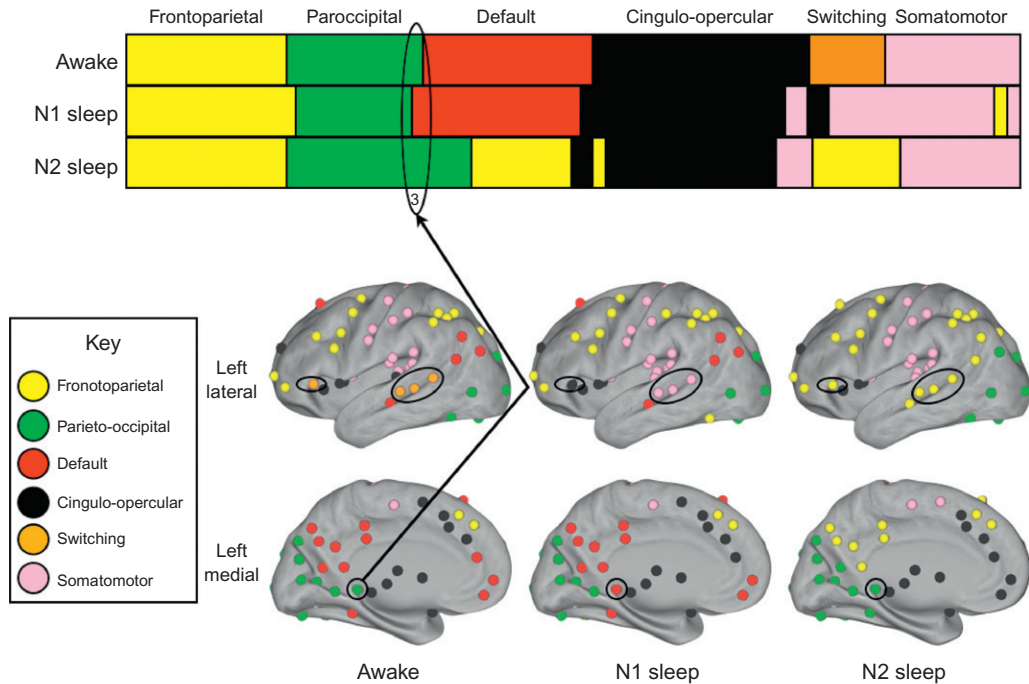 Frontoparietal Paroccipital Default Cingulo-opercular Switching Somatomotor
Awake
N1 sleep
N2 sleep
3
Key
Fronotoparietal
Parieto-occipital
Default
Cingulo-opercular
Switching
Somatomotor
Left
lateral
Left
medial
Awake N1 sleep N2 sleep